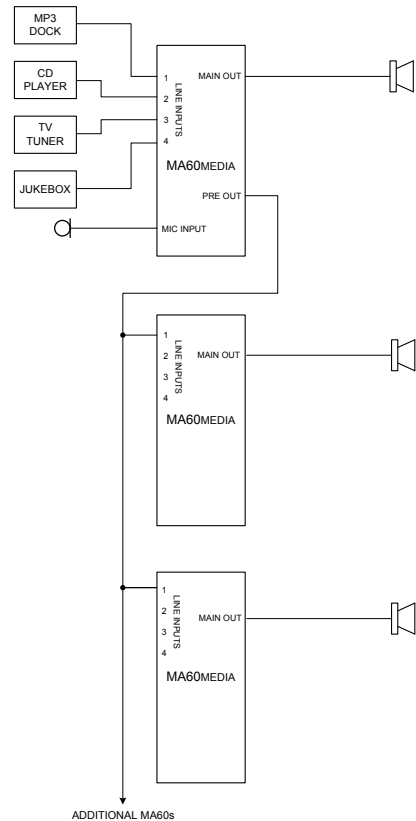 MP3
DOCK
CD
PLAYER
TV
TUNER
JUKEBOX
1
2
3
4
LINE INPUTS
MAIN OUT
MA60MEDIA
PRE OUT
MIC INPUT
1
2
3
4
LINE INPUTS
MAIN OUT
MA60MEDIA
1
2
3
4
LINE INPUTS
MAIN OUT
MA60MEDIA
ADDITIONAL MA60s